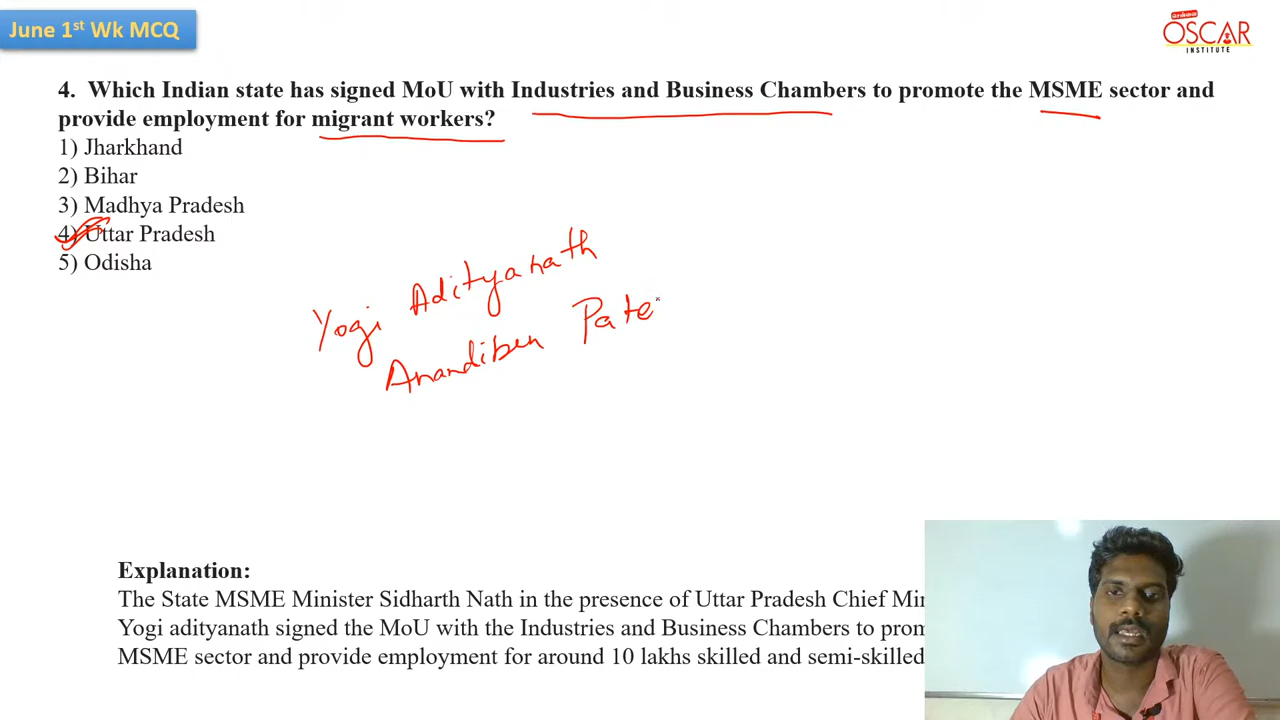 June 1st Wk MCQ
சென்னை
OSCAR
INSTITUTE
4. Which Indian state has signed MoU with Industries and Business Chambers to promote the MSME sector and
provide employment for migrant workers?
1) Jharkhand
2) Bihar
3) Madhya Pradesh
4) Uttar Pradesh
5) Odisha
Yogi Adityanath
Anandiben Pate
Explanation:
The State MSME Minister Sidharth Nath in the presence of Uttar Pradesh Chief Min
Yogi adityanath signed the MoU with the Industries and Business Chambers to prom
MSME sector and provide employment for around 10 lakhs skilled and semi-skilled